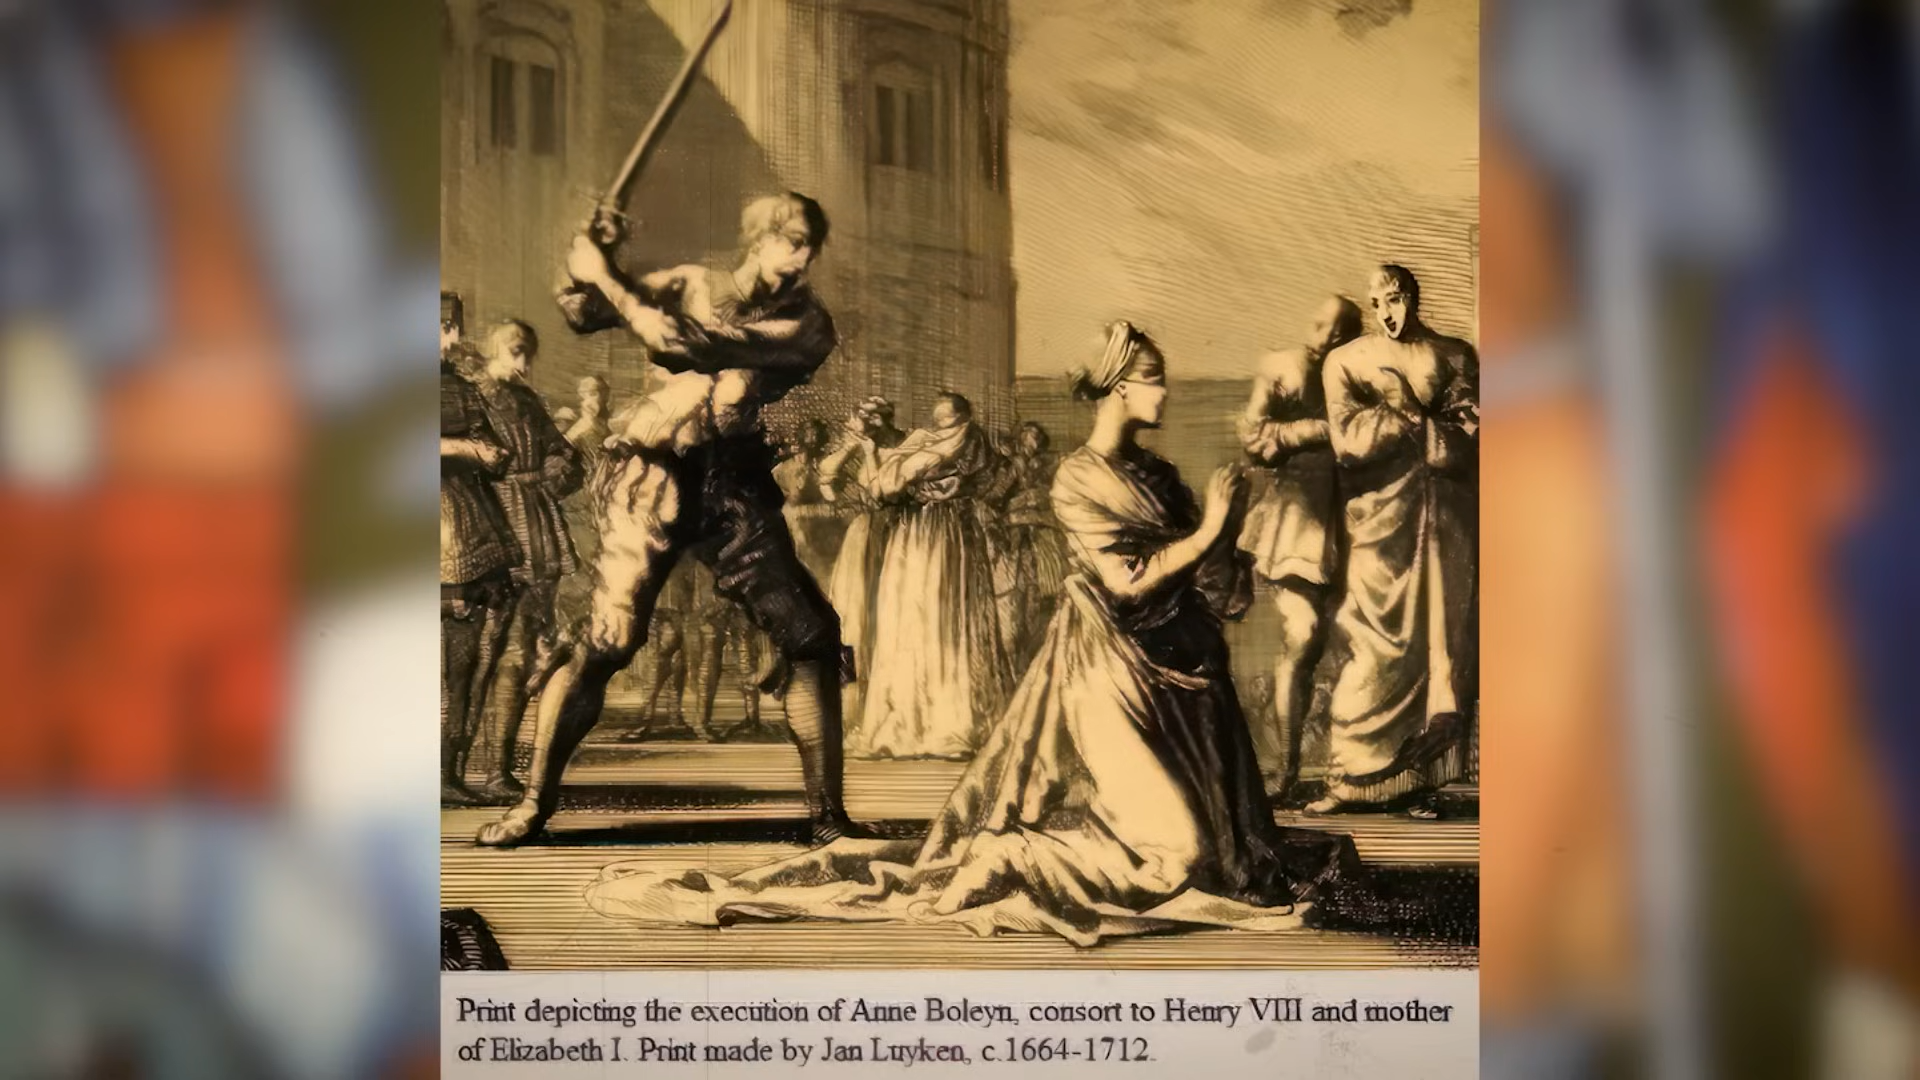 Print depicting the execution of Anne Boleyn, consort to Henry VIII and mother
of Elizabeth I. Print made by Jan Luyken, c.1664-1712.